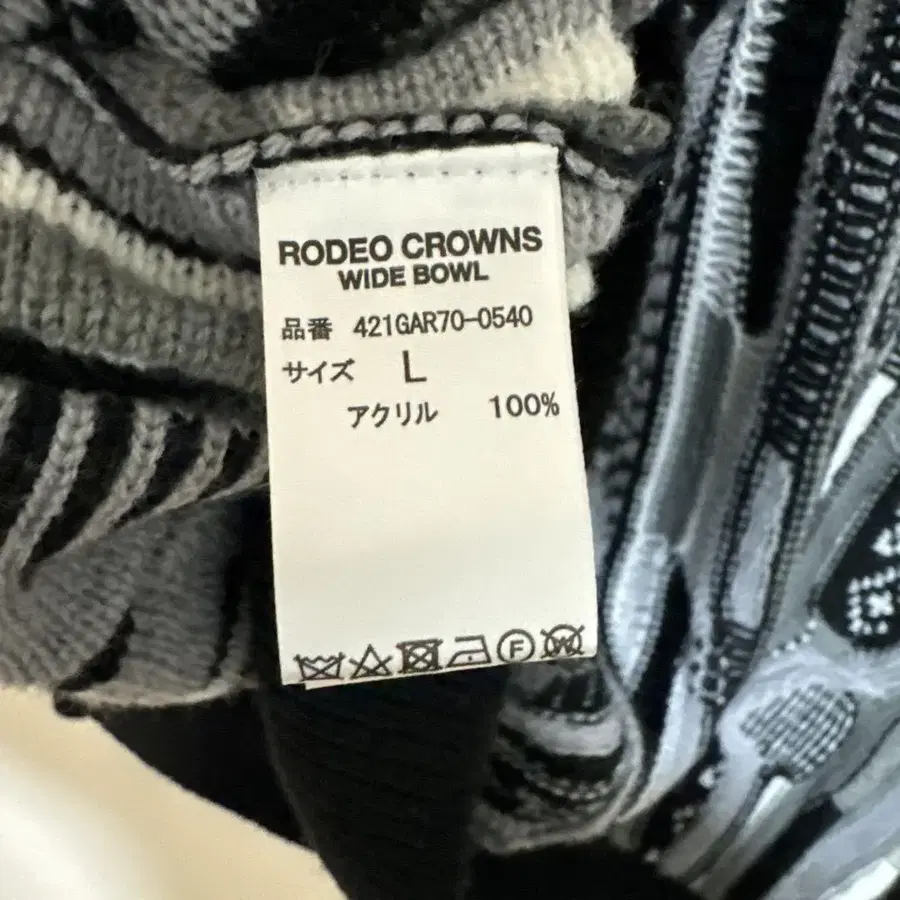 RODEO CROWNS
WIDE BOWL
品番 421GAR70-0540
サイズ L
アクリル 100%
F
W